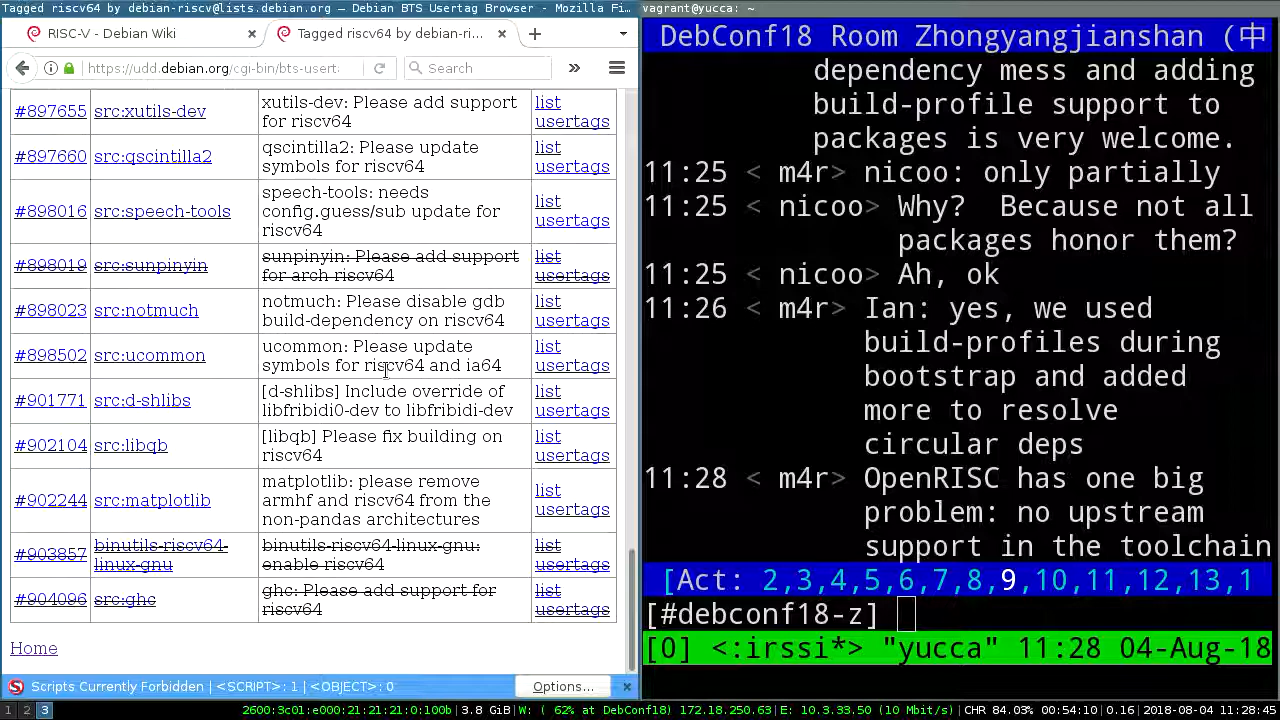 Tagged riscv64 by debian-riscv@lists.debian.org — Debian BTS Usertag Browser - Mozilla Fi...
RISC-V - Debian Wiki
Tagged riscv64 by debian-ri...
https://udd.debian.org/cgi-bin/bts-usert
Search
#897655 src:xutils-dev xutils-dev: Please add support list
for riscv64 usertags
#897660 src:qscintilla2 qscintilla2: Please update list
symbols for riscv64 usertags
speech-tools: needs
#898016 src:speech-tools config.guess/sub update for list
riscv64 usertags
#898019 src:sunpinyin sunpinyin: Please add support list
for arch riscv64 usertags
#898023 src:notmuch notmuch: Please disable gdb list
build-dependency on riscv64 usertags
#898502 src:ucommon ucommon: Please update list
symbols for riscv64 and ia64 usertags
#901771 src:d-shlibs [d-shlibs] Include override of list
libfribidi0-dev to libfribidi-dev usertags
#902104 src:libqb [libqb] Please fix building on list
riscv64 usertags
matplotlib: please remove
#902244 src:matplotlib armhf and riscv64 from the list
non-pandas architectures usertags
#903857 binutils-riscv64- binutils-riscv64-linux-gnu: list
linux-gnu enable riscv64 usertags
#904096 src:ghc ghc: Please add support for list
riscv64 usertags
Home
Scripts Currently Forbidden | <SCRIPT>: 1 | <OBJECT>: 0
Options...
vagrant@yucca: ~
DebConf18 Room Zhongyangjianshan (中
dependency mess and adding
build-profile support to
packages is very welcome.
11:25 < m4r> nicoo: only partially
11:25 < nicoo> Why? Because not all
packages honor them?
11:25 < nicoo> Ah, ok
11:26 < m4r> Ian: yes, we used
build-profiles during
bootstrap and added
more to resolve
circular deps
11:28 < m4r> OpenRISC has one big
problem: no upstream
support in the toolchain
[Act: 2,3,4,5,6,7,8,9,10,11,12,13,1
[#debconf18-z]
[0] <:irssi*> "yucca" 11:28 04-Aug-18
1 2 3
2600:3c01:e000:21:21:21:0:100b|3.8 GiB|W: ( 62% at DebConf18) 172.18.250.63|E: 10.3.33.50 (10 Mbit/s)|CHR 84.03% 00:54:10|0.16|2018-08-04 11:28:45